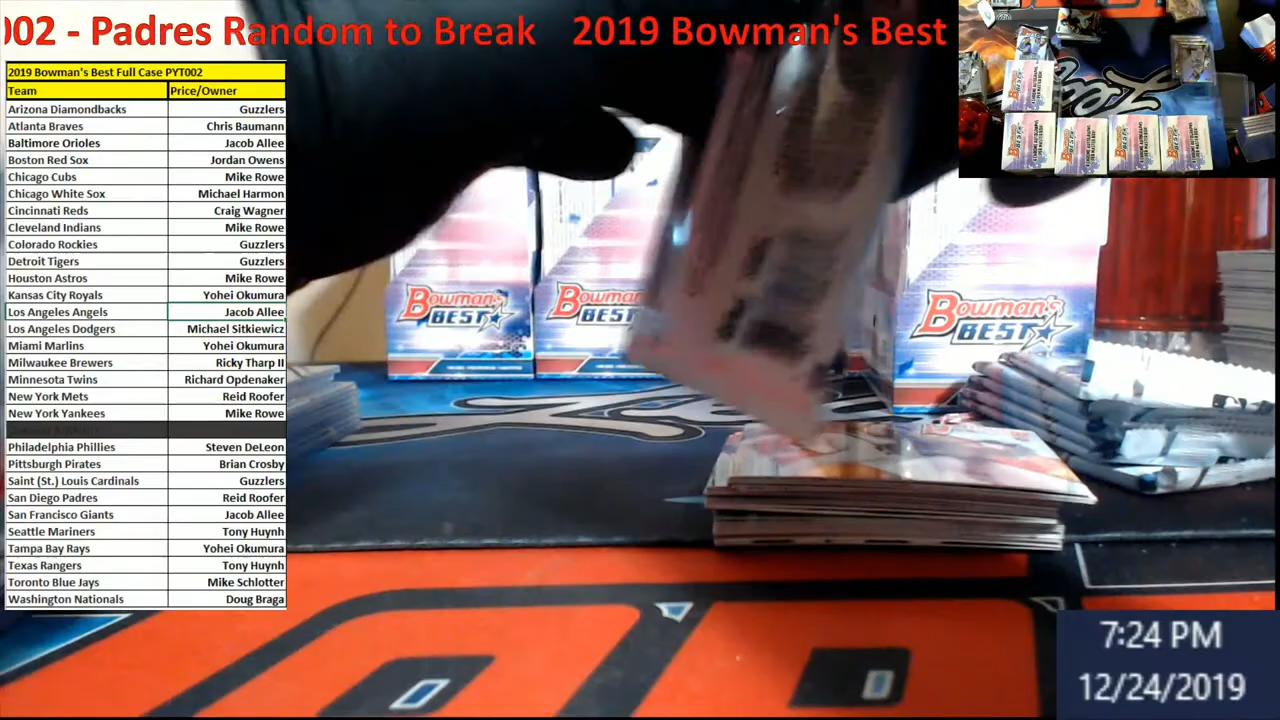 002 - Padres Random to Break 2019 Bowman's Best
2019 Bowman's Best Full Case PYT002
Team Price/Owner
Arizona Diamondbacks Guzzlers
Atlanta Braves Chris Baumann
Baltimore Orioles Jacob Allee
Boston Red Sox Jordan Owens
Chicago Cubs Mike Rowe
Chicago White Sox Michael Harmon
Cincinnati Reds Craig Wagner
Cleveland Indians Mike Rowe
Colorado Rockies Guzzlers
Detroit Tigers Guzzlers
Houston Astros Mike Rowe
Kansas City Royals Yohei Okumura
Los Angeles Angels Jacob Allee
Los Angeles Dodgers Michael Sitkiewicz
Miami Marlins Yohei Okumura
Milwaukee Brewers Ricky Tharp II
Minnesota Twins Richard Opdenaker
New York Mets Reid Roofer
New York Yankees Mike Rowe
Philadelphia Phillies Steven DeLeon
Pittsburgh Pirates Brian Crosby
Saint (St.) Louis Cardinals Guzzlers
San Diego Padres Reid Roofer
San Francisco Giants Jacob Allee
Seattle Mariners Tony Huynh
Tampa Bay Rays Yohei Okumura
Texas Rangers Tony Huynh
Toronto Blue Jays Mike Schlotter
Washington Nationals Doug Braga
Bowman's
BEST
Bowman's
BEST
Bowman's
BEST
7:24 PM
12/24/2019